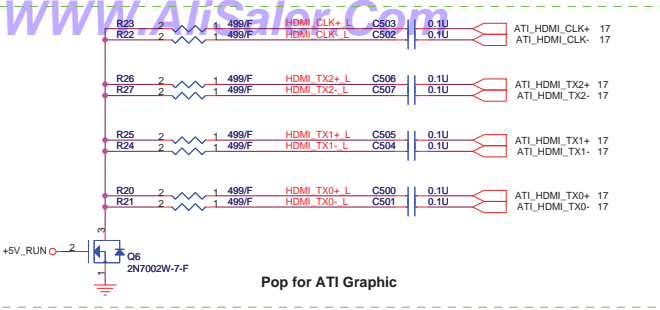 WWW.AliSaler.Com
R23 2 1 499/F HDMI_CLK+_L C503 0.1U ATI_HDMI_CLK+ 17
R22 2 1 499/F HDMI_CLK-_L C502 0.1U ATI_HDMI_CLK- 17
R26 2 1 499/F HDMI_TX2+_L C506 0.1U ATI_HDMI_TX2+ 17
R27 2 1 499/F HDMI_TX2-_L C507 0.1U ATI_HDMI_TX2- 17
R25 2 1 499/F HDMI_TX1+_L C505 0.1U ATI_HDMI_TX1+ 17
R24 2 1 499/F HDMI_TX1-_L C504 0.1U ATI_HDMI_TX1- 17
R20 2 1 499/F HDMI_TX0+_L C500 0.1U ATI_HDMI_TX0+ 17
R21 2 1 499/F HDMI_TX0-_L C501 0.1U ATI_HDMI_TX0- 17
3
+5V_RUN 2
Q6
2N7002W-7-F
1
Pop for ATI Graphic